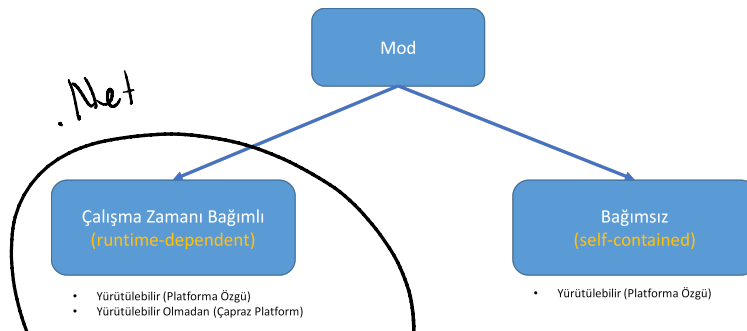 Mod
.Net
Çalışma Zamanı Bağımlı
(runtime-dependent)
• Yürütülebilir (Platforma Özgü)
• Yürütülebilir Olmadan (Çapraz Platform)
Bağımsız
(self-contained)
• Yürütülebilir (Platforma Özgü)